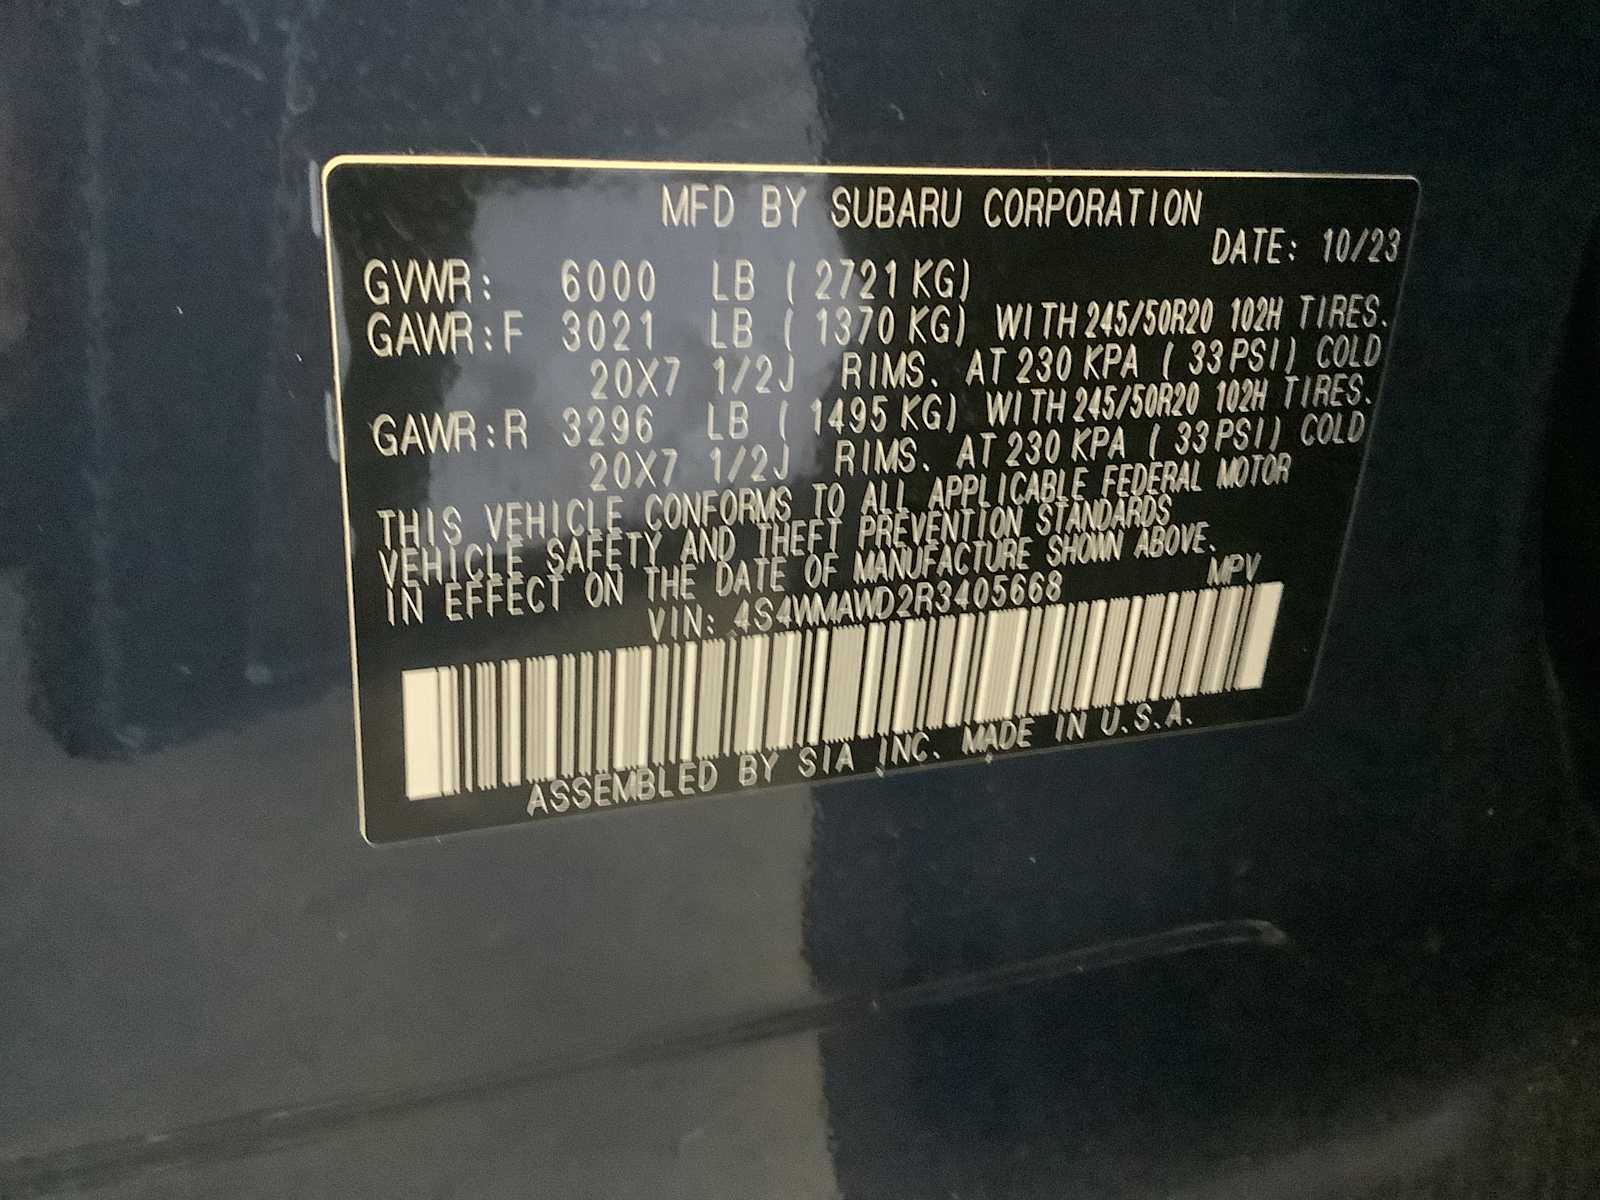 MFD BY SUBARU CORPORATION
DATE: 10/23
GVWR: 6000 LB (2721 KG)
GAWR:F 3021 LB (1370 KG) WITH 245/50R20 102H TIRES.
20X7 1/2J RIMS. AT 230 KPA (33 PSI) COLD
GAWR:R 3296 LB (1495 KG) WITH 245/50R20 102H TIRES.
20X7 1/2J RIMS. AT 230 KPA (33 PSI) COLD
THIS VEHICLE CONFORMS TO ALL APPLICABLE FEDERAL MOTOR
VEHICLE SAFETY AND THEFT PREVENTION STANDARDS
IN EFFECT ON THE DATE OF MANUFACTURE SHOWN ABOVE.
VIN: 4S4WMAWD2R3405668 MPV
ASSEMBLED BY SIA INC. MADE IN U.S.A.